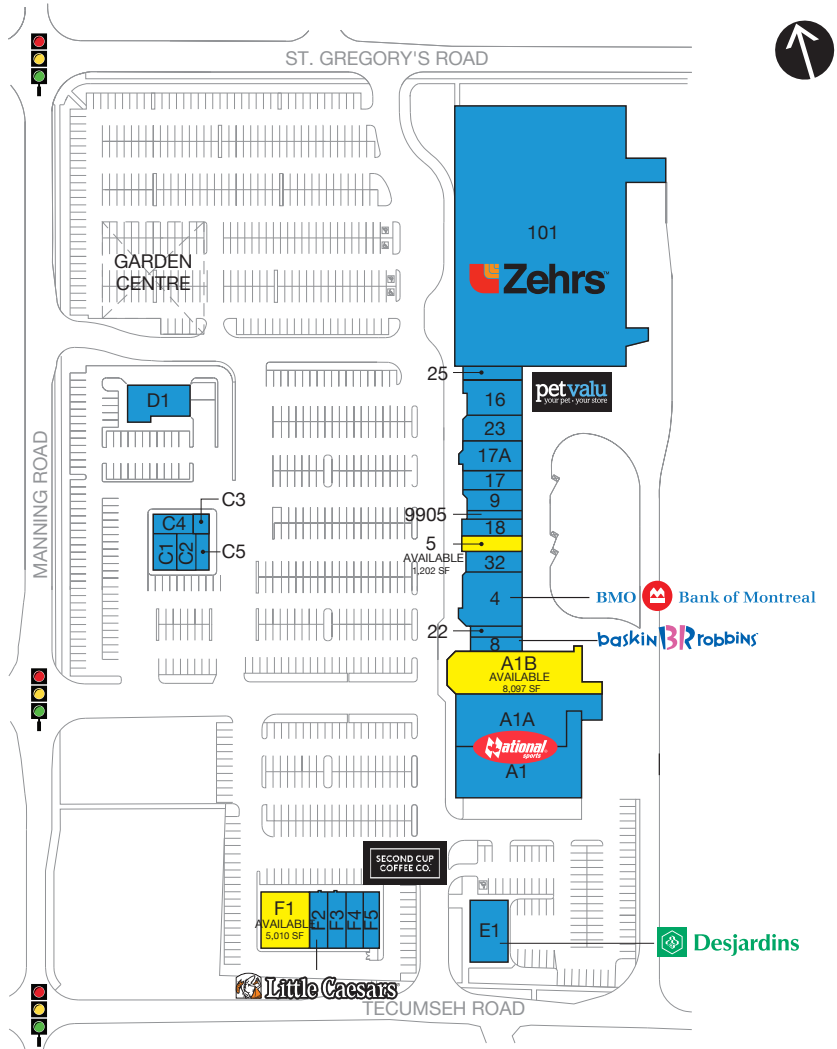 ST. GREGORY'S ROAD
101
Zehrs™
GARDEN
CENTRE
25
petvalu
your pet • your store
16
D1
23
17A
17
MANNING ROAD
9
C3
C4
9905
18
5
AVAILABLE
1,202 SF
C1
C2
C5
32
4
BMO Bank of Montreal
22
8
baskin BR robbins
A1B
AVAILABLE
8,097 SF
A1A
National
sports
A1
SECOND CUP
COFFEE CO.
F1
AVAILABLE
5,010 SF
F2
F3
F4
F5
E1
Desjardins
Little Caesars
TECUMSEH ROAD